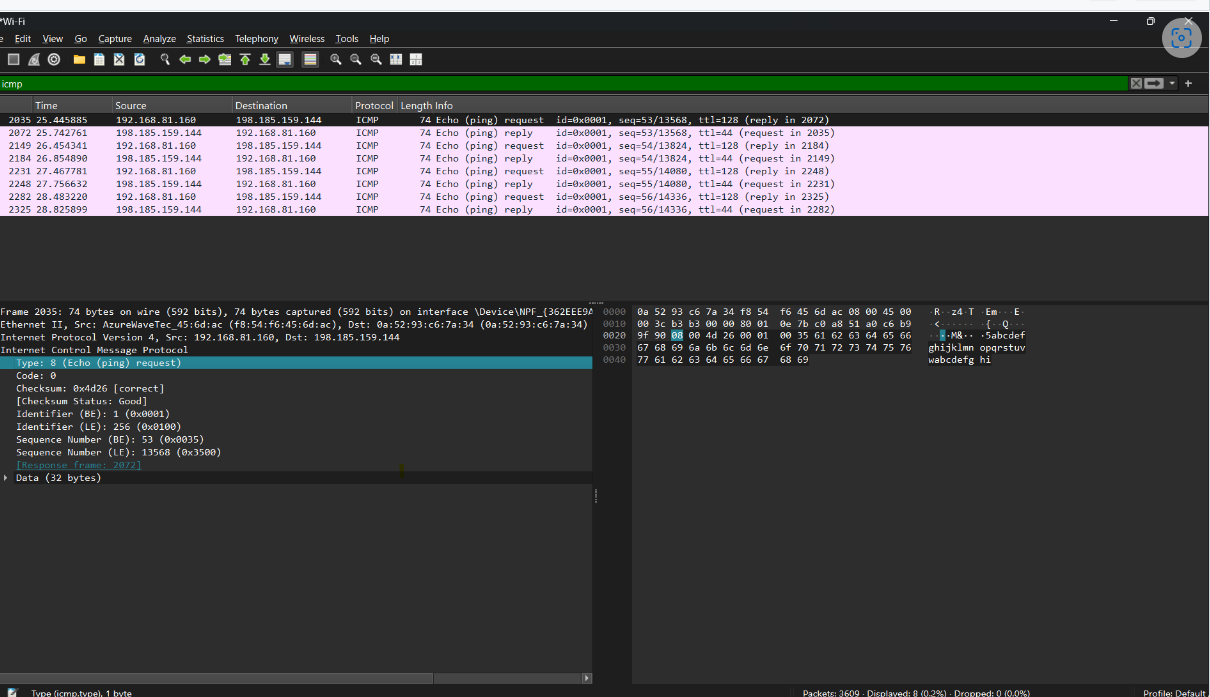 *Wi-Fi
Edit View Go Capture Analyze Statistics Telephony Wireless Tools Help
icmp
Time Source Destination Protocol Length Info
2035 25.445885 192.168.81.160 198.185.159.144 ICMP 74 Echo (ping) request id=0x0001, seq=53/13568, ttl=128 (reply in 2072)
2072 25.742761 198.185.159.144 192.168.81.160 ICMP 74 Echo (ping) reply id=0x0001, seq=53/13568, ttl=44 (request in 2035)
2149 26.454341 192.168.81.160 198.185.159.144 ICMP 74 Echo (ping) request id=0x0001, seq=54/13824, ttl=128 (reply in 2184)
2184 26.854890 198.185.159.144 192.168.81.160 ICMP 74 Echo (ping) reply id=0x0001, seq=54/13824, ttl=44 (request in 2149)
2231 27.467781 192.168.81.160 198.185.159.144 ICMP 74 Echo (ping) request id=0x0001, seq=55/14080, ttl=128 (reply in 2248)
2248 27.756632 198.185.159.144 192.168.81.160 ICMP 74 Echo (ping) reply id=0x0001, seq=55/14080, ttl=44 (request in 2231)
2282 28.483220 192.168.81.160 198.185.159.144 ICMP 74 Echo (ping) request id=0x0001, seq=56/14336, ttl=128 (reply in 2325)
2325 28.825899 198.185.159.144 192.168.81.160 ICMP 74 Echo (ping) reply id=0x0001, seq=56/14336, ttl=44 (request in 2282)
Frame 2035: 74 bytes on wire (592 bits), 74 bytes captured (592 bits) on interface \Device\NPF_{362EEE9A
Ethernet II, Src: AzureWaveTec_45:6d:ac (f8:54:f6:45:6d:ac), Dst: 0a:52:93:c6:7a:34 (0a:52:93:c6:7a:34)
Internet Protocol Version 4, Src: 192.168.81.160, Dst: 198.185.159.144
Internet Control Message Protocol
Type: 8 (Echo (ping) request)
Code: 0
Checksum: 0x4d26 [correct]
[Checksum Status: Good]
Identifier (BE): 1 (0x0001)
Identifier (LE): 256 (0x0100)
Sequence Number (BE): 53 (0x0035)
Sequence Number (LE): 13568 (0x3500)
[Response frame: 2072]
Data (32 bytes)
0000 0a 52 93 c6 7a 34 f8 54 f6 45 6d ac 08 00 45 00 ·R··z4·T ·Em···E·
0010 00 3c b3 b3 00 00 80 01 0e 7b c0 a8 51 a0 c6 b9 ·<······ ·{··Q···
0020 9f 90 08 00 4d 26 00 01 00 35 61 62 63 64 65 66 ····M&·· ·5abcdef
0030 67 68 69 6a 6b 6c 6d 6e 6f 70 71 72 73 74 75 76 ghijklmn opqrstuv
0040 77 61 62 63 64 65 66 67 68 69 wabcdefg hi
Type (icmp.type), 1 byte Packets: 3609 · Displayed: 8 (0.2%) · Dropped: 0 (0.0%) Profile: Default